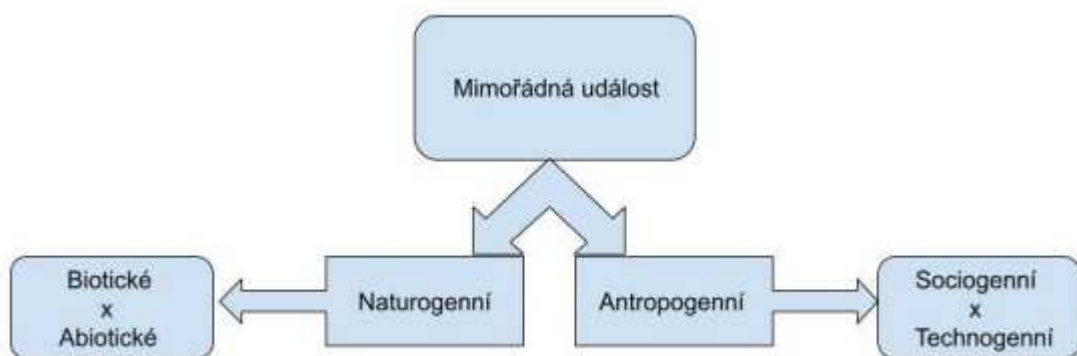 Mimořádná událost
Biotické
x
Abiotické
Naturogenní
Antropogenní
Sociogenní
x
Technogenní